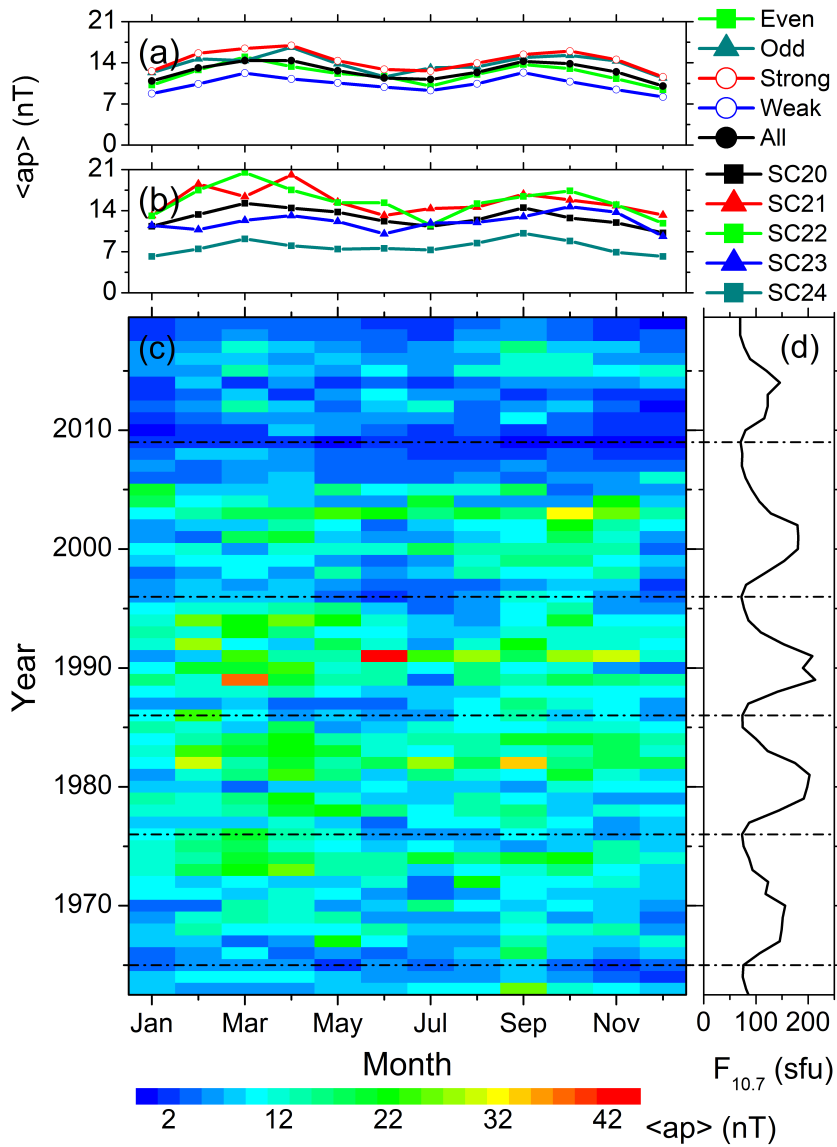 21
14
7
0
(a)
Even
Odd
Strong
Weak
All
<ap> (nT)
21
14
7
0
(b)
SC20
SC21
SC22
SC23
SC24
(c)
(d)
2010
2000
1990
1980
1970
Year
Jan Mar May Jul Sep Nov
Month
0 100 200
F10.7 (sfu)
2 12 22 32 42
<ap> (nT)